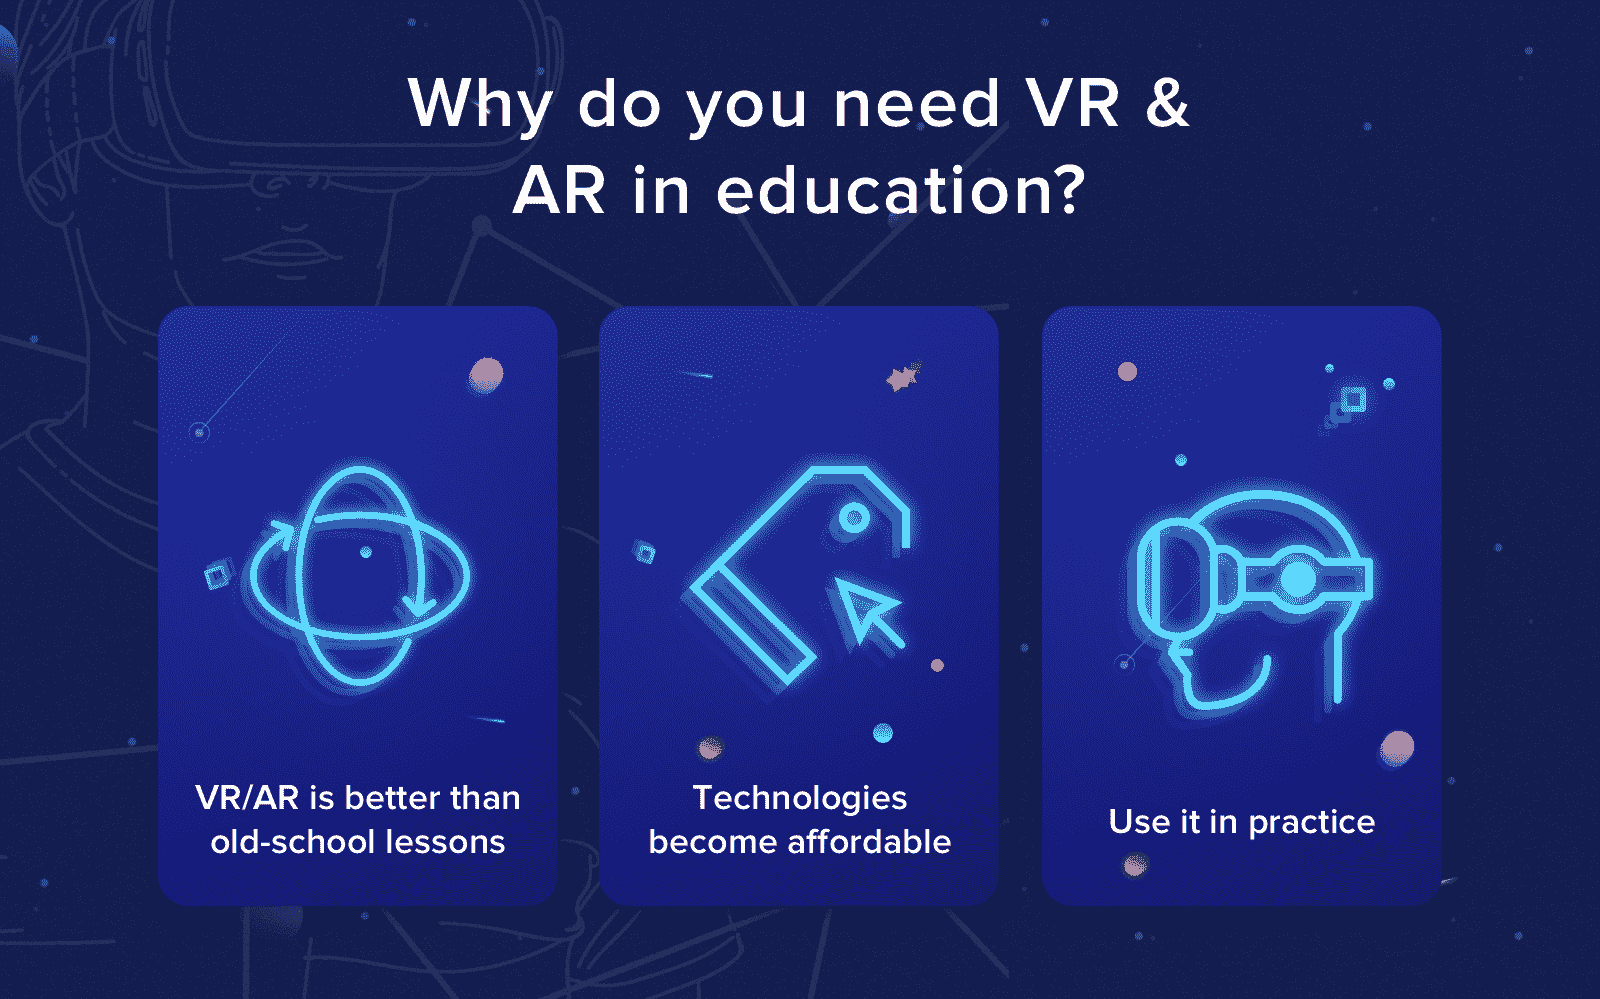 Why do you need VR &
AR in education?
VR/AR is better than
old-school lessons
Technologies
become affordable
Use it in practice